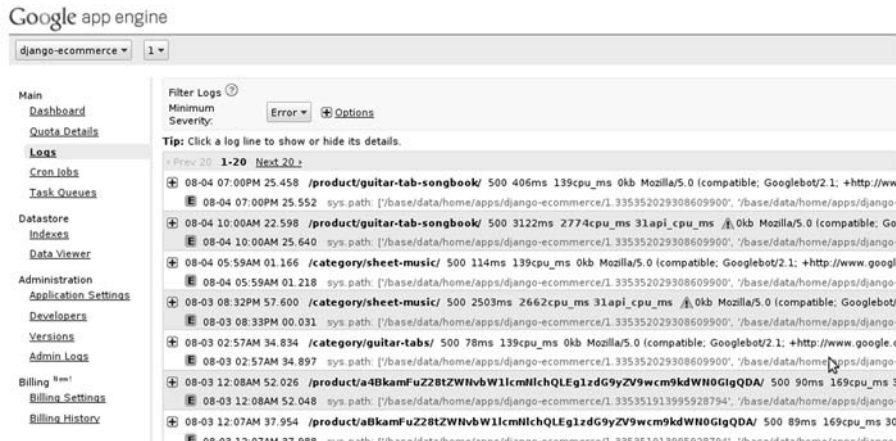 Google app engine
django-ecommerce
1
Main
Dashboard
Quota Details
Logs
Cron Jobs
Task Queues
Datastore
Indexes
Data Viewer
Administration
Application Settings
Developers
Versions
Admin Logs
Billing New!
Billing Settings
Billing History
Filter Logs ?
Minimum
Severity:
Error
Options
Tip: Click a log line to show or hide its details.
‹ Prev 20 1-20 Next 20 ›
08-04 07:00PM 25.458 /product/guitar-tab-songbook/ 500 406ms 139cpu_ms 0kb Mozilla/5.0 (compatible; Googlebot/2.1; +http://ww
E 08-04 07:00PM 25.552 sys.path: ['/base/data/home/apps/django-ecommerce/1.335352029308609900', '/base/data/home/apps/django-
08-04 10:00AM 22.598 /product/guitar-tab-songbook/ 500 3122ms 2774cpu_ms 31api_cpu_ms 0kb Mozilla/5.0 (compatible; Go
E 08-04 10:00AM 25.640 sys.path: ['/base/data/home/apps/django-ecommerce/1.335352029308609900', '/base/data/home/apps/django-
08-04 05:59AM 01.166 /category/sheet-music/ 500 114ms 139cpu_ms 0kb Mozilla/5.0 (compatible; Googlebot/2.1; +http://www.googl
E 08-04 05:59AM 01.218 sys.path: ['/base/data/home/apps/django-ecommerce/1.335352029308609900', '/base/data/home/apps/django-
08-03 08:32PM 57.600 /category/sheet-music/ 500 2503ms 2662cpu_ms 31api_cpu_ms 0kb Mozilla/5.0 (compatible; Googlebot/
E 08-03 08:33PM 00.031 sys.path: ['/base/data/home/apps/django-ecommerce/1.335352029308609900', '/base/data/home/apps/django-
08-03 02:57AM 34.834 /category/guitar-tabs/ 500 78ms 139cpu_ms 0kb Mozilla/5.0 (compatible; Googlebot/2.1; +http://www.google.c
E 08-03 02:57AM 34.897 sys.path: ['/base/data/home/apps/django-ecommerce/1.335352029308609900', '/base/data/home/apps/django-
08-03 12:08AM 52.026 /product/a4BkamFuZ28tZWNvbW1lcmNlchQLEg1zdG9yZV9wcm9kdWN0GIgQDA/ 500 90ms 169cpu_ms 3
E 08-03 12:08AM 52.048 sys.path: ['/base/data/home/apps/django-ecommerce/1.335351913995928794', '/base/data/home/apps/django-
08-03 12:07AM 37.954 /product/aBkamFuZ28tZWNvbW1lcmNlchQLEg1zdG9yZV9wcm9kdWN0GIgQDA/ 500 89ms 169cpu_ms 32